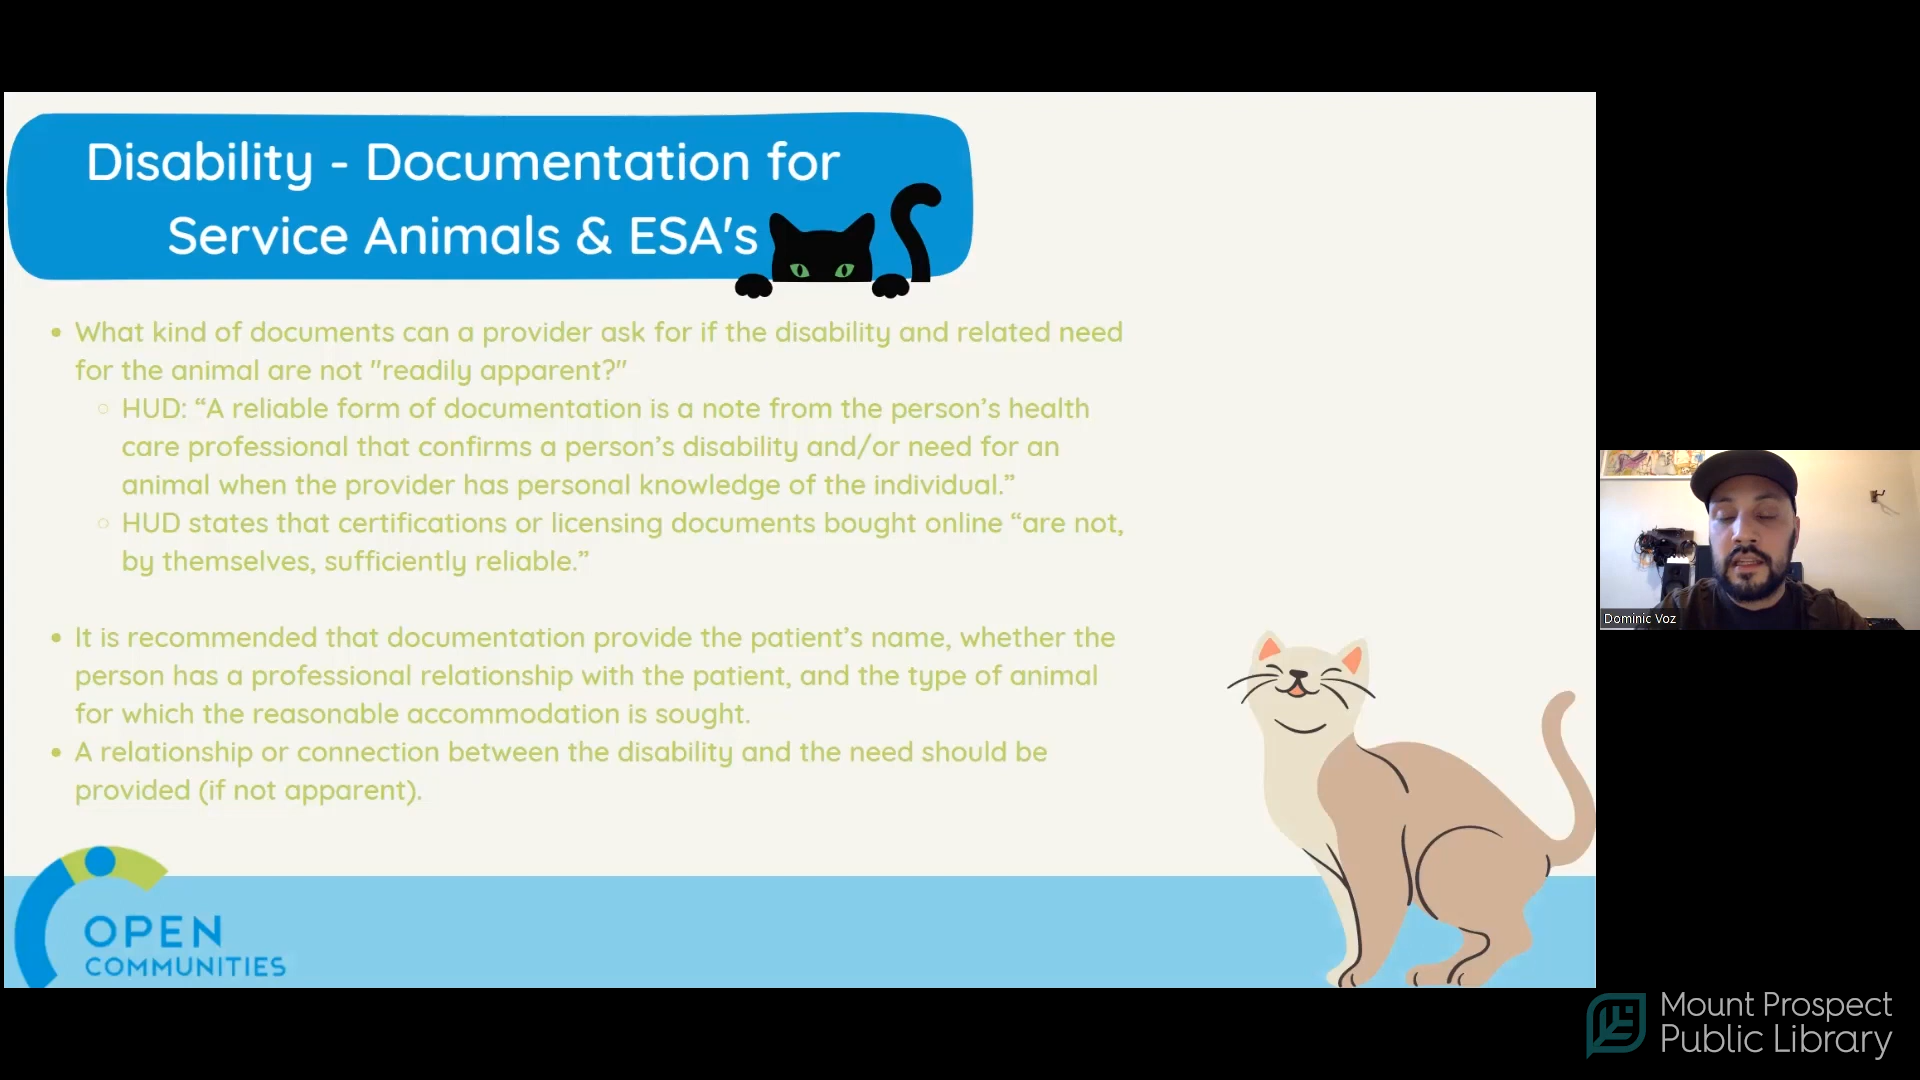 Disability - Documentation for
Service Animals & ESA's
• What kind of documents can a provider ask for if the disability and related need
for the animal are not "readily apparent?"
○ HUD: “A reliable form of documentation is a note from the person’s health
care professional that confirms a person’s disability and/or need for an
animal when the provider has personal knowledge of the individual.”
○ HUD states that certifications or licensing documents bought online “are not,
by themselves, sufficiently reliable.”
• It is recommended that documentation provide the patient’s name, whether the
person has a professional relationship with the patient, and the type of animal
for which the reasonable accommodation is sought.
• A relationship or connection between the disability and the need should be
provided (if not apparent).
OPEN
COMMUNITIES
Dominic Voz
Mount Prospect
Public Library